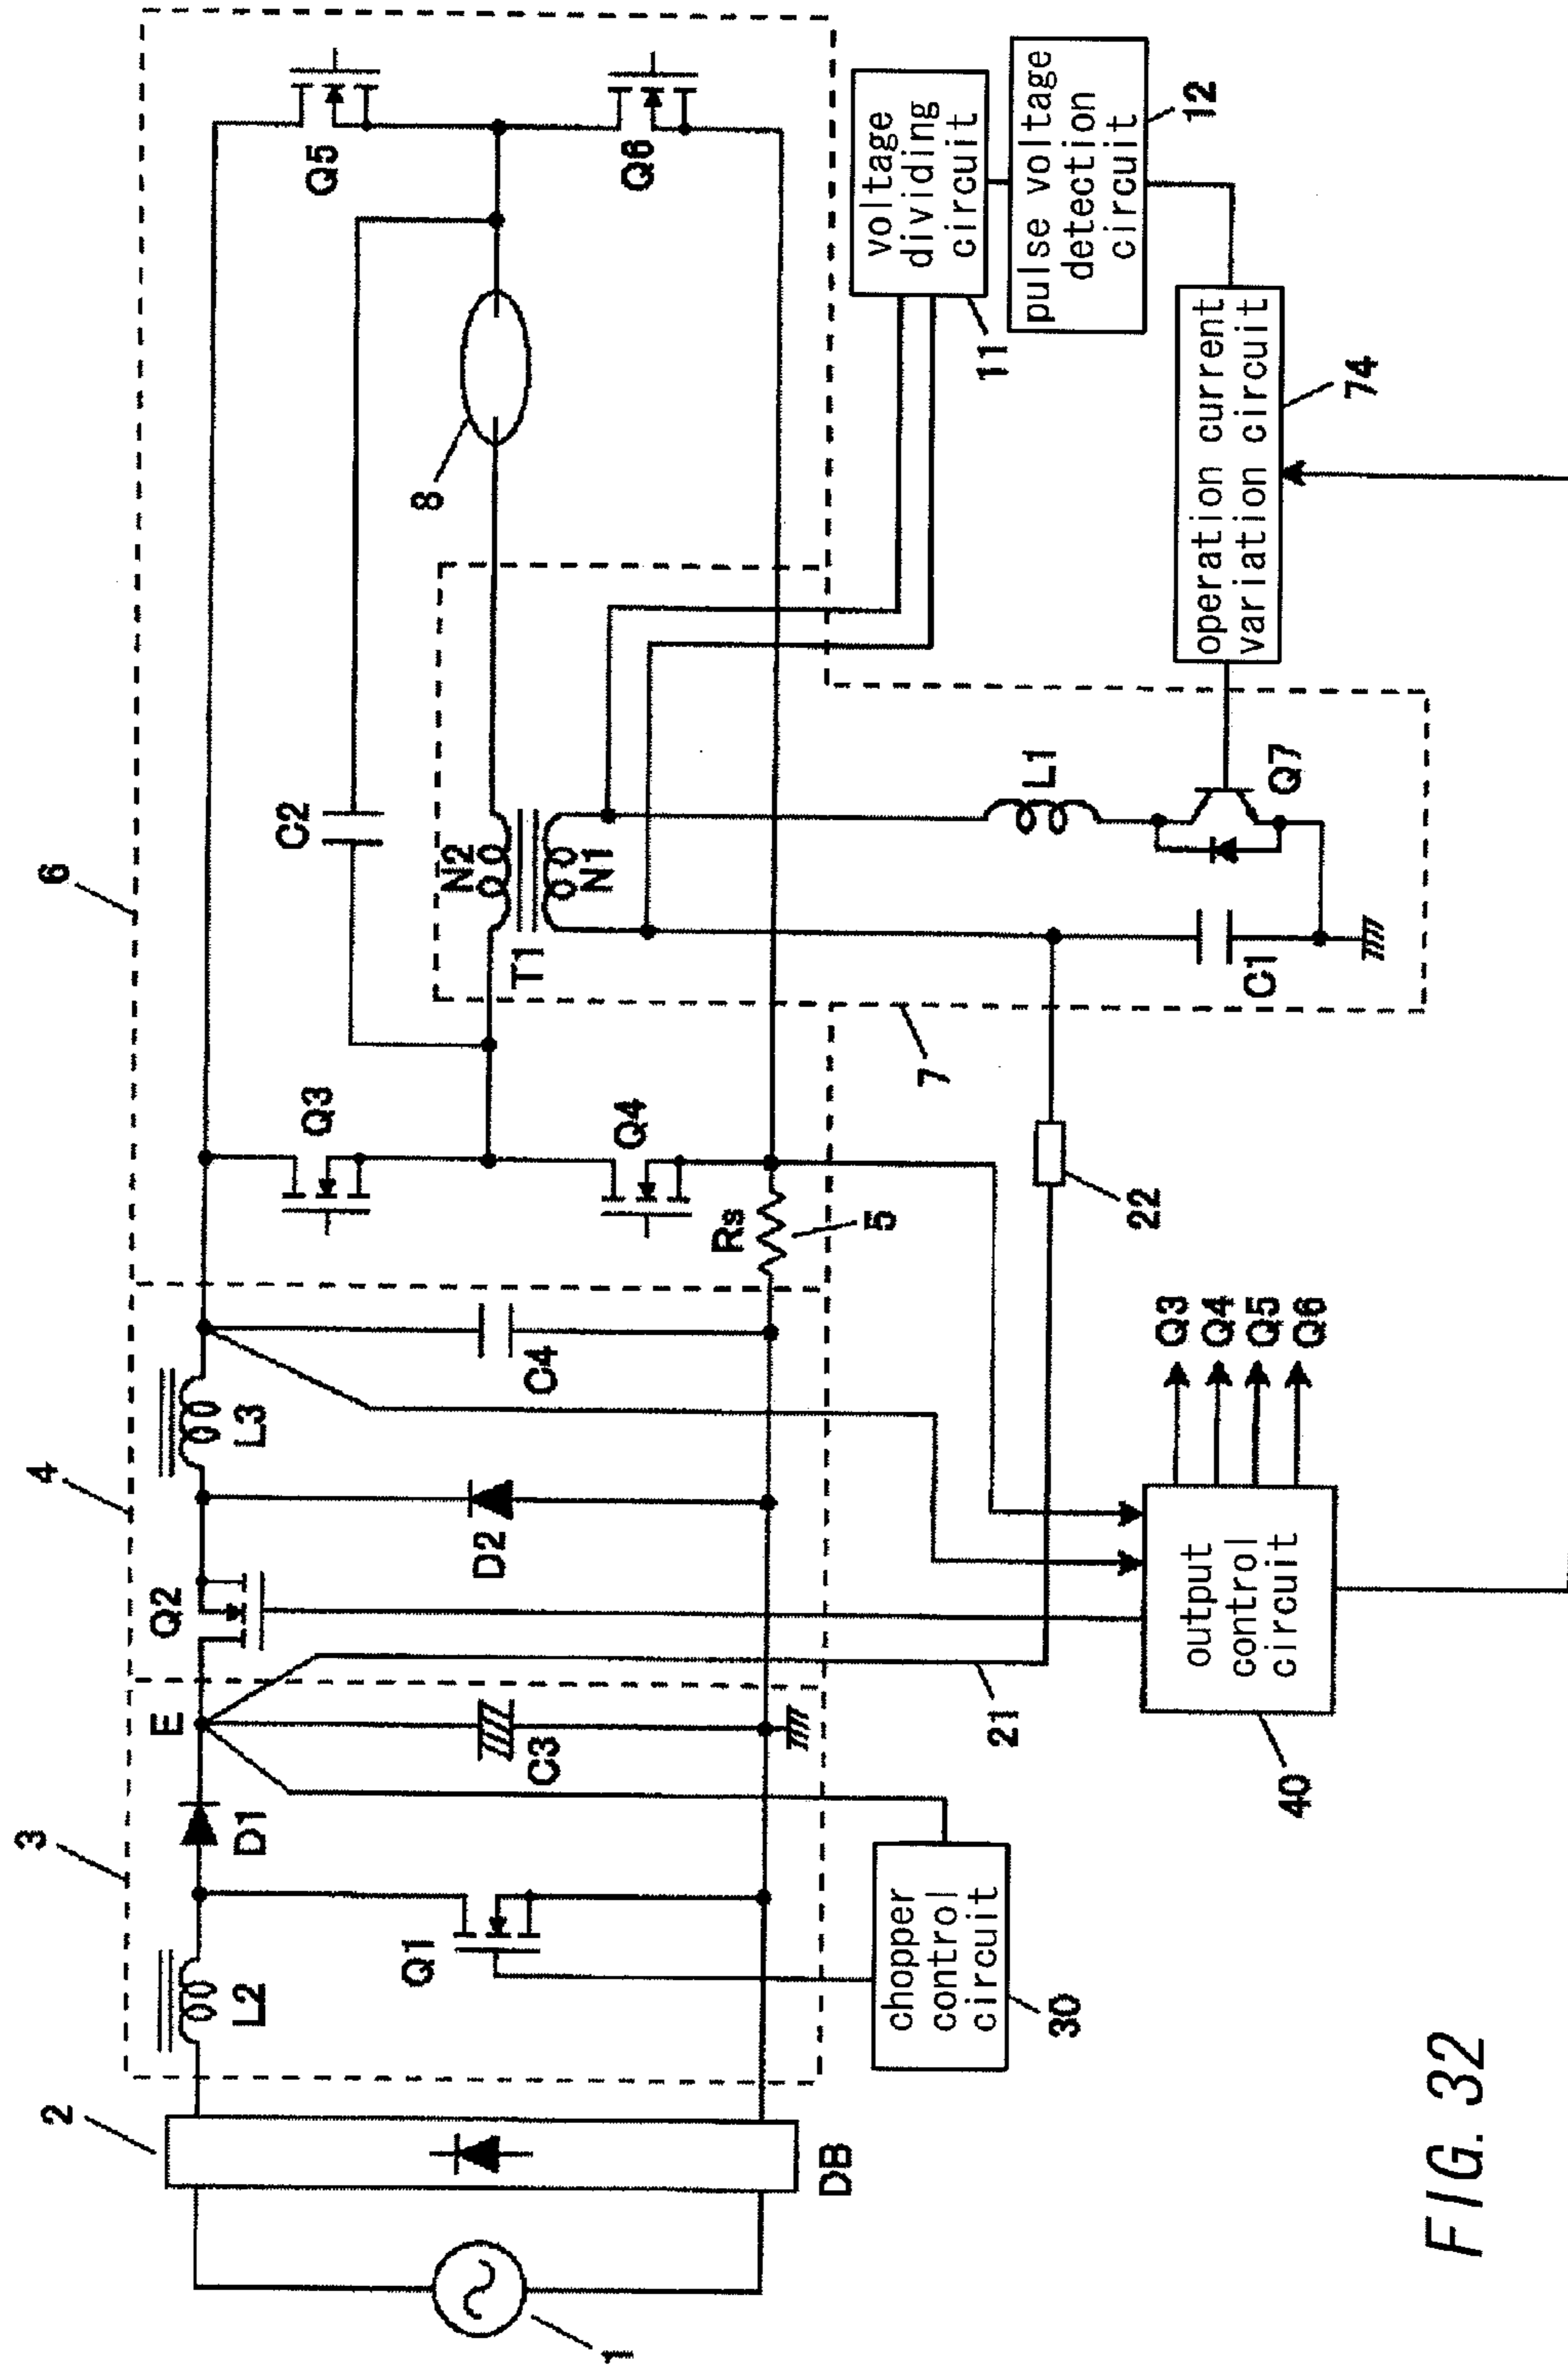 6
4
3
2
1
DB
L2
D1
Q1
E
C3
Q2
D2
L3
C4
Q3
Q4
Rs
5
C2
N2
N1
T1
8
Q5
Q6
7
L1
Q7
C1
22
21
chopper
control
circuit
30
output
control
circuit
40
Q3
Q4
Q5
Q6
voltage
dividing
circuit
11
pulse voltage
detection
circuit
12
operation current
variation circuit
74
FIG. 32